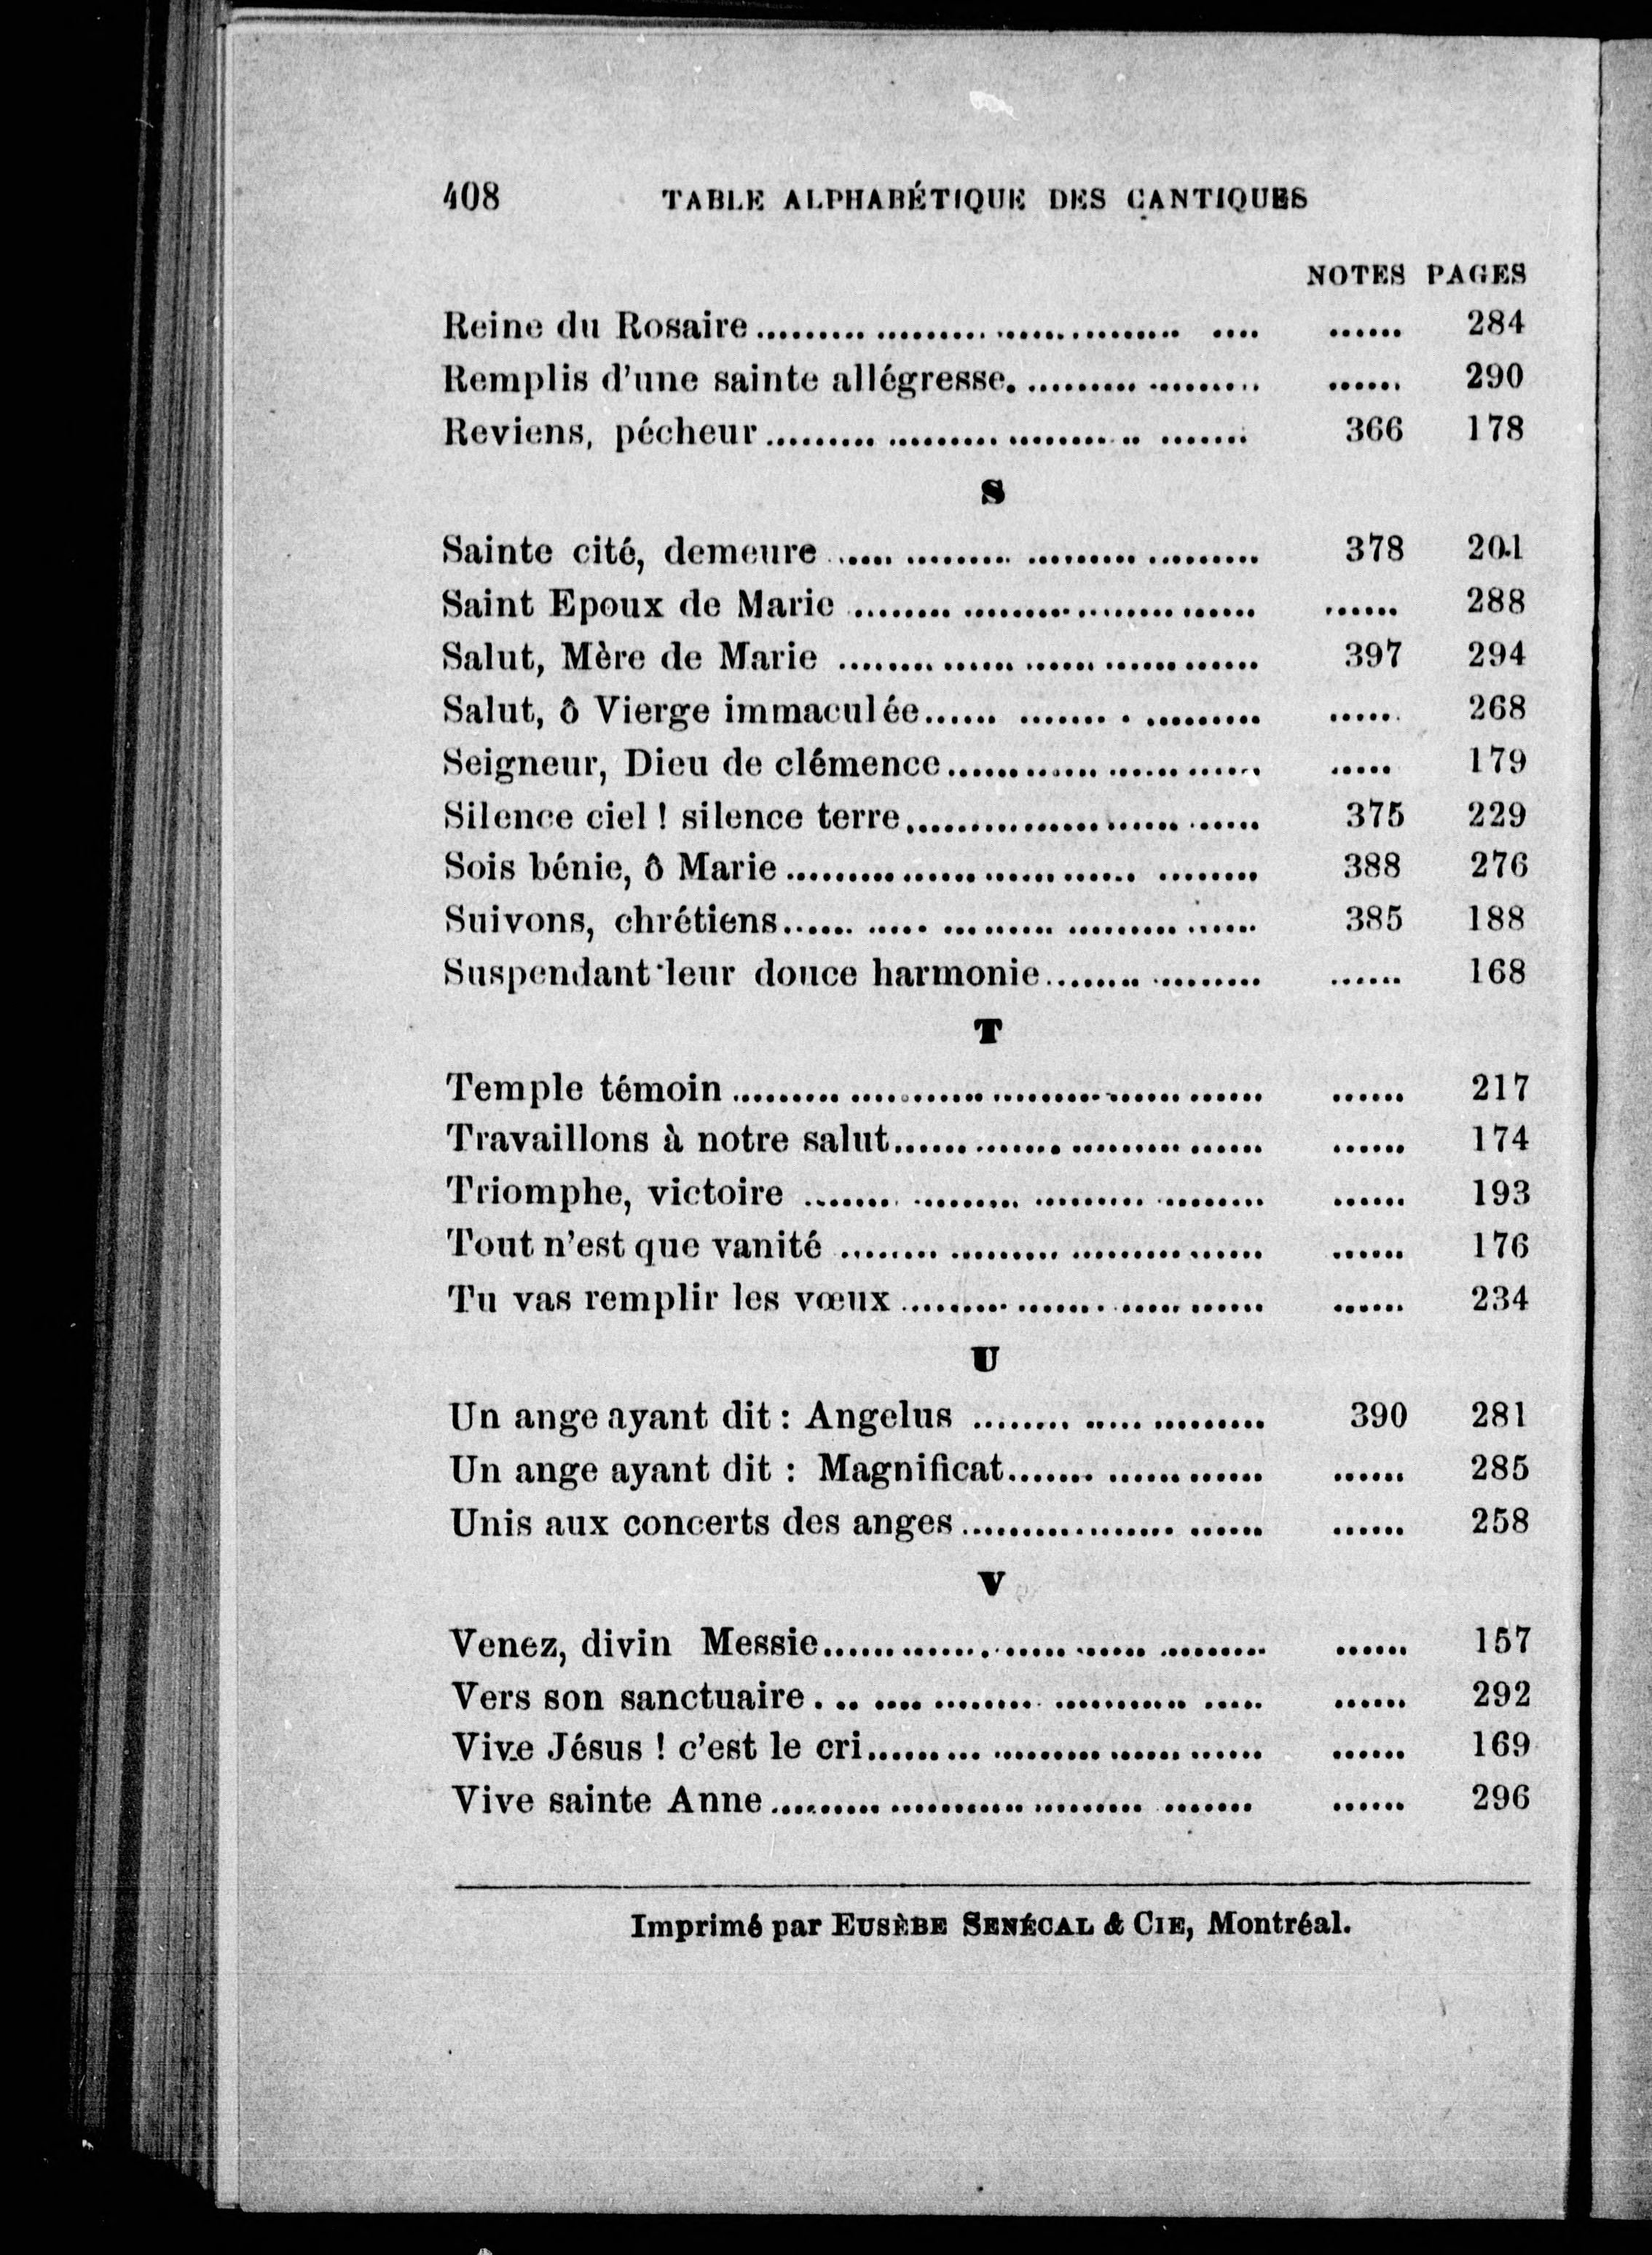 408 TABLE ALPHABÉTIQUE DES CANTIQUES
NOTES PAGES
Reine du Rosaire.................................... ...... 284
Remplis d'une sainte allégresse................... ...... 290
Reviens, pécheur.................................... 366 178
S
Sainte cité, demeure................................ 378 201
Saint Epoux de Marie................................ ...... 288
Salut, Mère de Marie................................ 397 294
Salut, ô Vierge immaculée........................... ...... 268
Seigneur, Dieu de clémence.......................... ..... 179
Silence ciel ! silence terre........................ 375 229
Sois bénie, ô Marie................................. 388 276
Suivons, chrétiens.................................. 385 188
Suspendant leur douce harmonie...................... ...... 168
T
Temple témoin....................................... ...... 217
Travaillons à notre salut........................... ...... 174
Triomphe, victoire.................................. ...... 193
Tout n'est que vanité............................... ...... 176
Tu vas remplir les vœux............................. ...... 234
U
Un ange ayant dit : Angelus......................... 390 281
Un ange ayant dit : Magnificat...................... ...... 285
Unis aux concerts des anges......................... ...... 258
V
Venez, divin Messie................................. ...... 157
Vers son sanctuaire................................. ...... 292
Vive Jésus ! c'est le cri........................... ...... 169
Vive sainte Anne.................................... ...... 296
Imprimé par EUSÈBE SENÉCAL & CIE, Montréal.